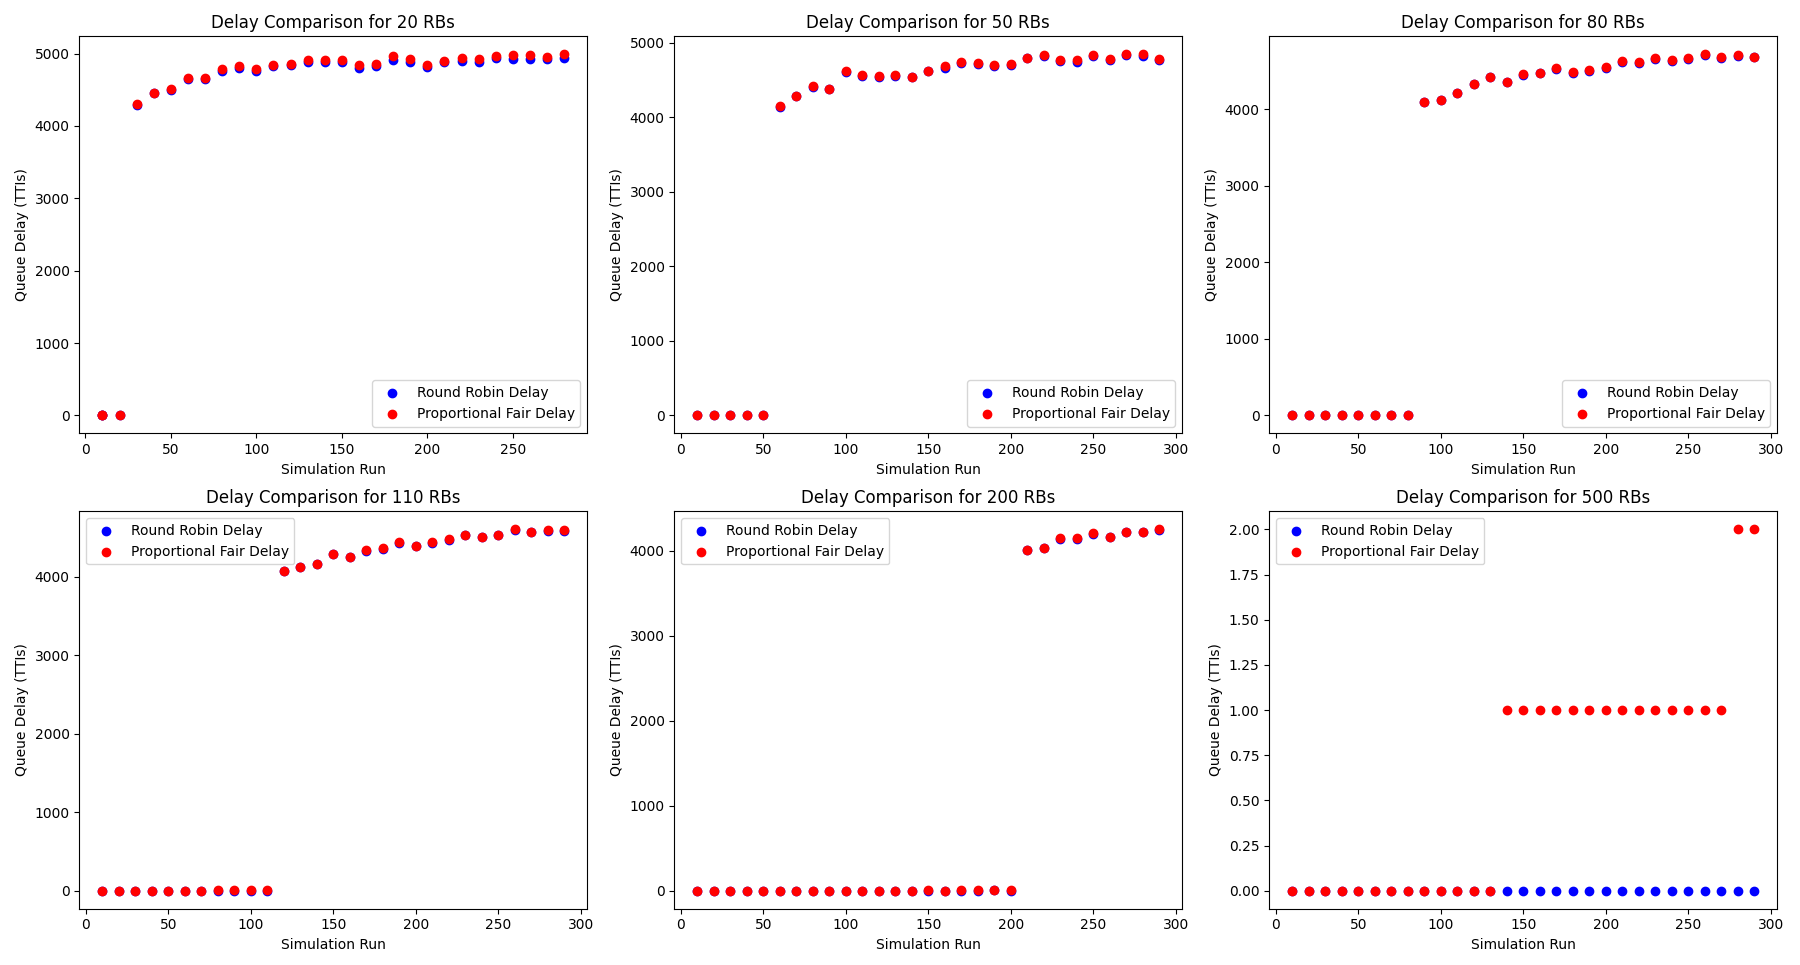 Delay Comparison for 20 RBs
Queue Delay (TTIs)
5000
4000
3000
2000
1000
0
Round Robin Delay
Proportional Fair Delay
0 50 100 150 200 250
Simulation Run
Delay Comparison for 50 RBs
Queue Delay (TTIs)
5000
4000
3000
2000
1000
0
Round Robin Delay
Proportional Fair Delay
0 50 100 150 200 250 300
Simulation Run
Delay Comparison for 80 RBs
Queue Delay (TTIs)
4000
3000
2000
1000
0
Round Robin Delay
Proportional Fair Delay
0 50 100 150 200 250 300
Simulation Run
Delay Comparison for 110 RBs
Round Robin Delay
Proportional Fair Delay
Queue Delay (TTIs)
4000
3000
2000
1000
0
0 50 100 150 200 250 300
Simulation Run
Delay Comparison for 200 RBs
Round Robin Delay
Proportional Fair Delay
Queue Delay (TTIs)
4000
3000
2000
1000
0
0 50 100 150 200 250 300
Simulation Run
Delay Comparison for 500 RBs
Round Robin Delay
Proportional Fair Delay
Queue Delay (TTIs)
2.00
1.75
1.50
1.25
1.00
0.75
0.50
0.25
0.00
0 50 100 150 200 250 300
Simulation Run